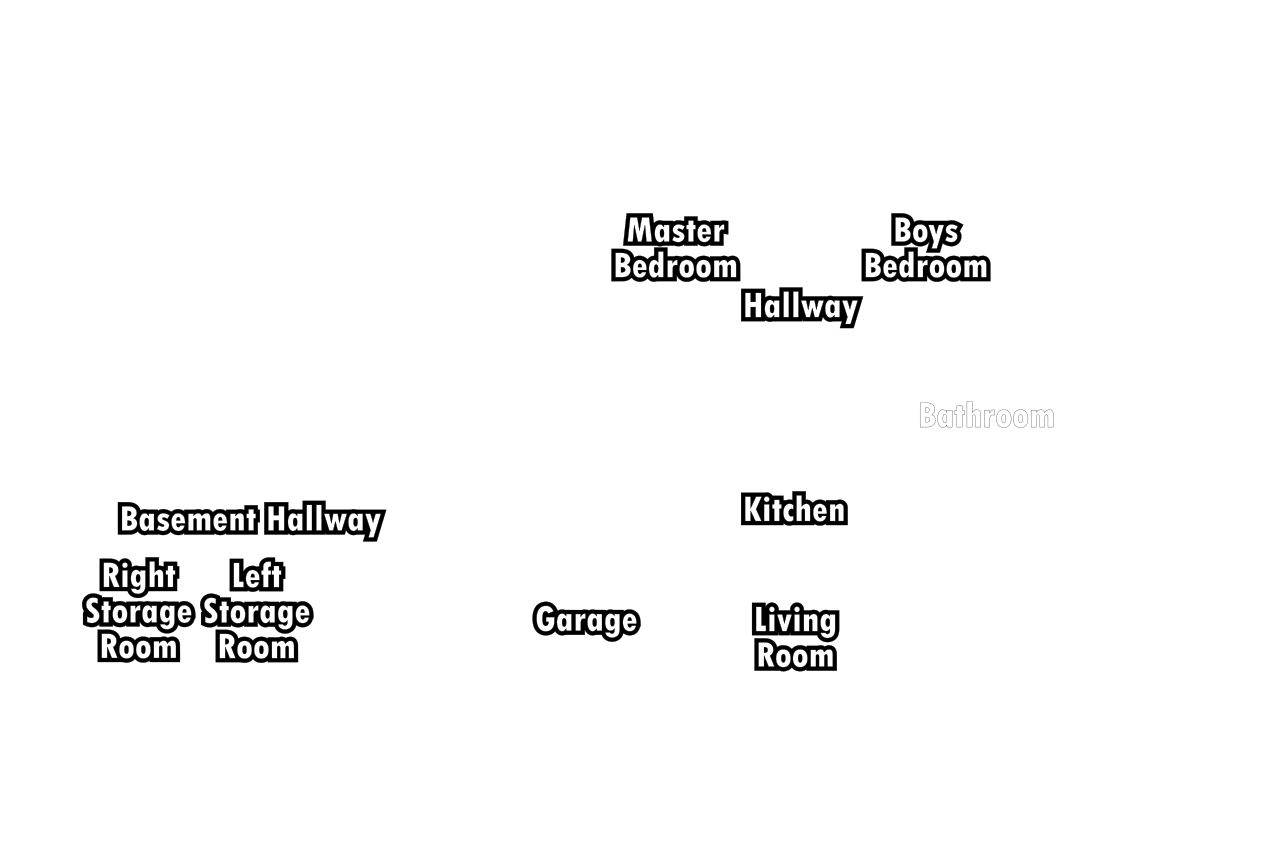 Master
Bedroom
Boys
Bedroom
Hallway
Bathroom
Kitchen
Basement Hallway
Right
Storage
Room
Left
Storage
Room
Garage
Living
Room